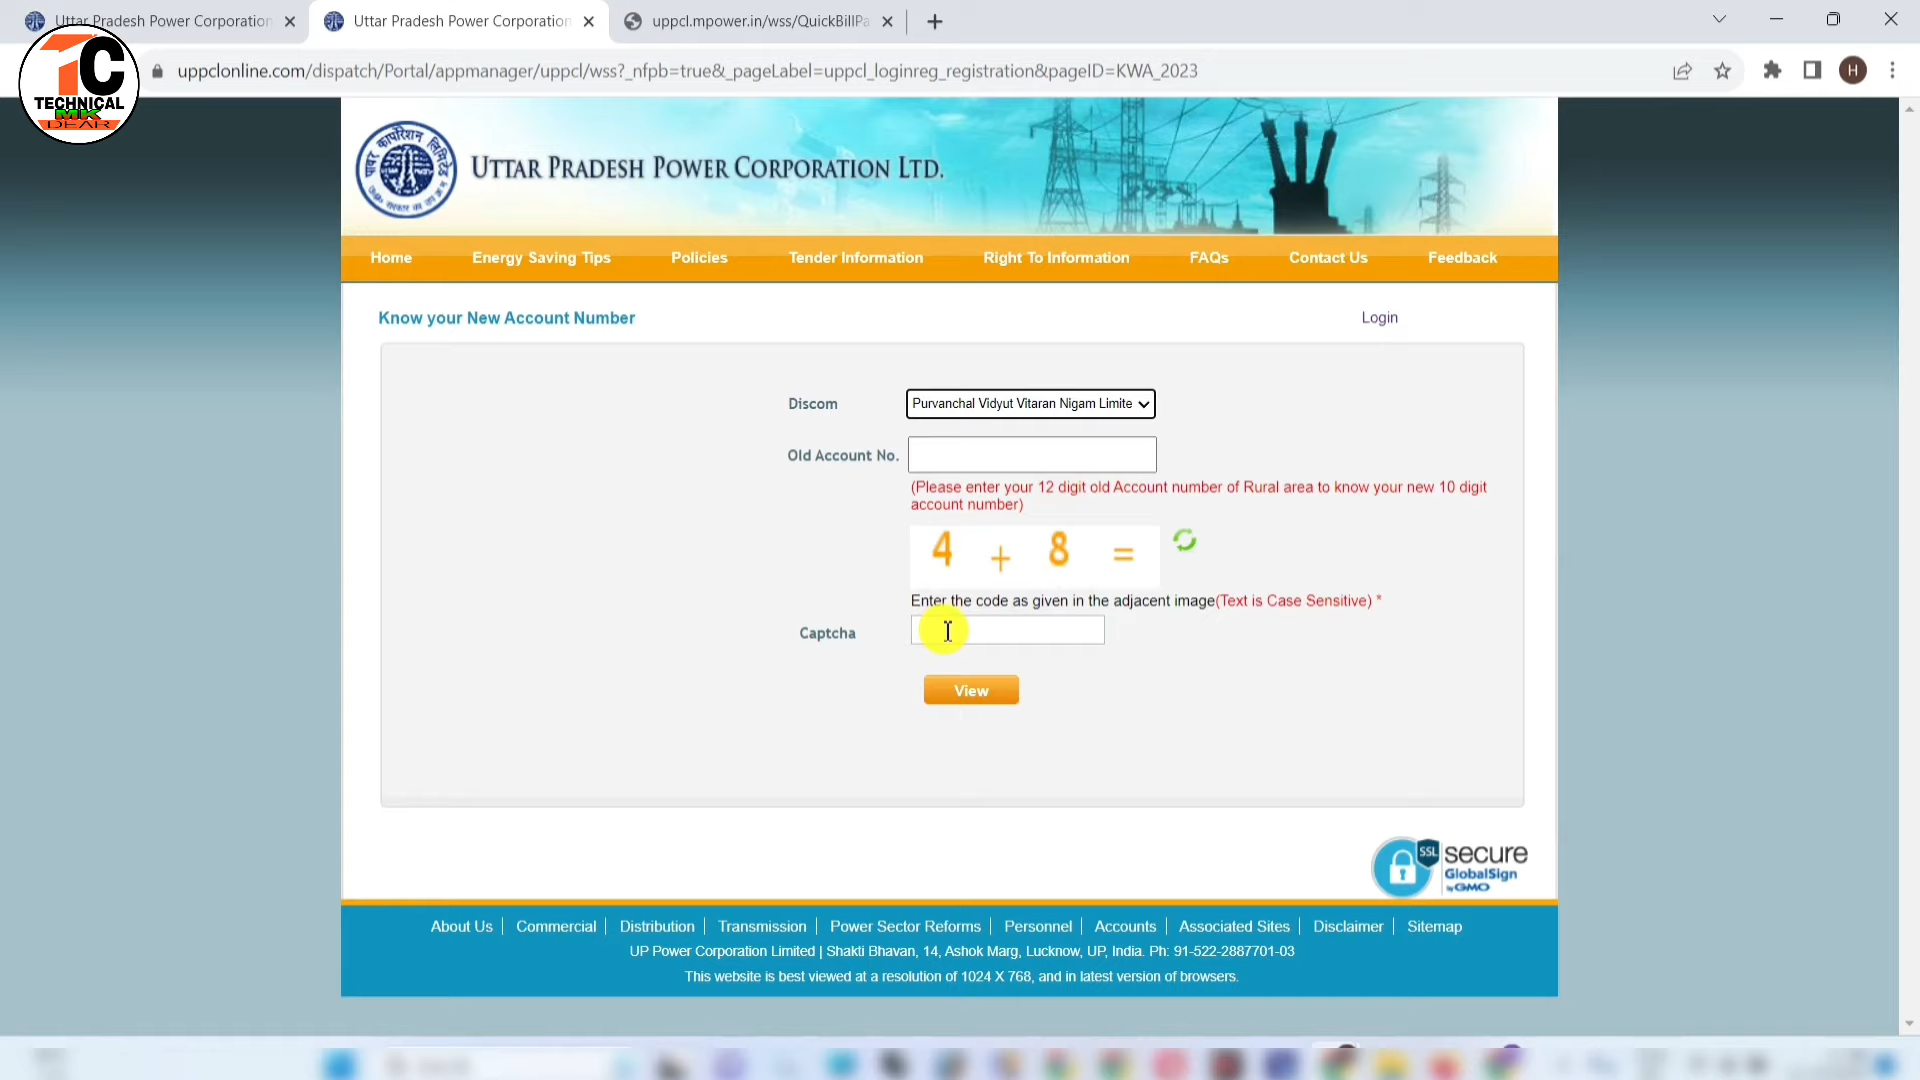 Uttar Pradesh Power Corporation
Uttar Pradesh Power Corporation
uppcl.mpower.in/wss/QuickBillPa
TC
TECHNICAL
MK
DEAR
uppclonline.com/dispatch/Portal/appmanager/uppcl/wss?_nfpb=true&_pageLabel=uppcl_loginreg_registration&pageID=KWA_2023
H
UTTAR PRADESH POWER CORPORATION LTD.
Home Energy Saving Tips Policies Tender Information Right To Information FAQs Contact Us Feedback
Know your New Account Number
Login
Discom
Purvanchal Vidyut Vitaran Nigam Limite
Old Account No.
(Please enter your 12 digit old Account number of Rural area to know your new 10 digit
account number)
4 + 8 =
Enter the code as given in the adjacent image(Text is Case Sensitive) *
Captcha
View
SSL
secure
GlobalSign
by GMO
About Us | Commercial | Distribution | Transmission | Power Sector Reforms | Personnel | Accounts | Associated Sites | Disclaimer | Sitemap
UP Power Corporation Limited | Shakti Bhavan, 14, Ashok Marg, Lucknow, UP, India. Ph: 91-522-2887701-03
This website is best viewed at a resolution of 1024 X 768, and in latest version of browsers.